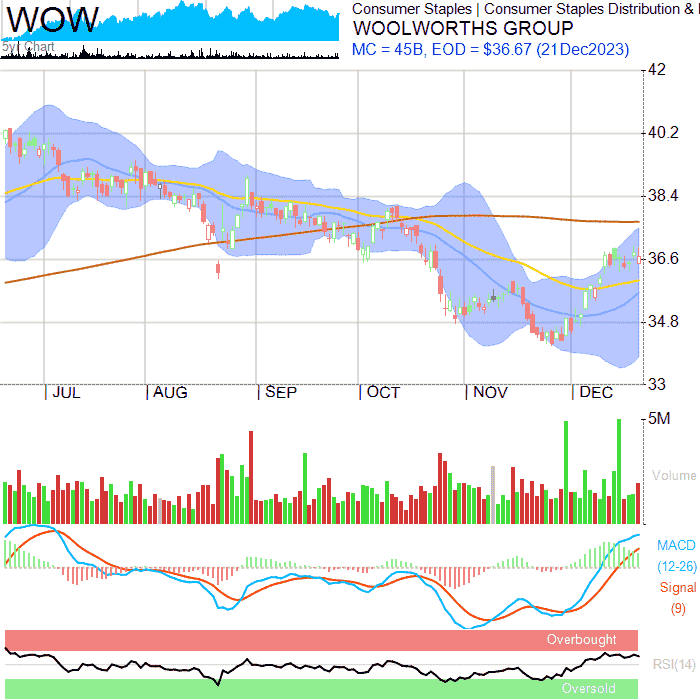 WOW
5yr Chart
Consumer Staples | Consumer Staples Distribution &
WOOLWORTHS GROUP
MC = 45B, EOD = $36.67 (21Dec2023)
42
40.2
38.4
36.6
34.8
33
JUL AUG SEP OCT NOV DEC
5M
Volume
MACD
(12-26)
Signal
(9)
Overbought
RSI(14)
Oversold